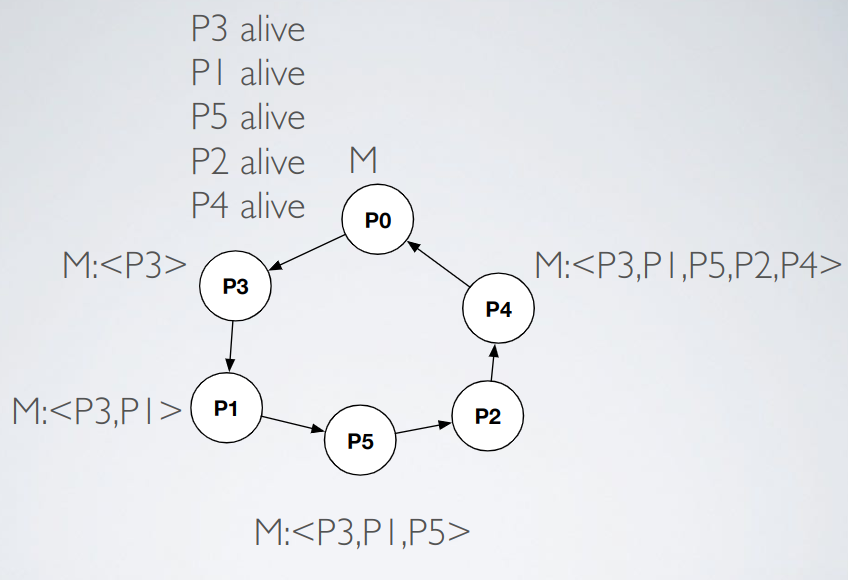 P3 alive
P1 alive
P5 alive
P2 alive
P4 alive
M
P0
M:<P3>
P3
M:<P3,P1,P5,P2,P4>
P4
M:<P3,P1>
P1
P2
P5
M:<P3,P1,P5>